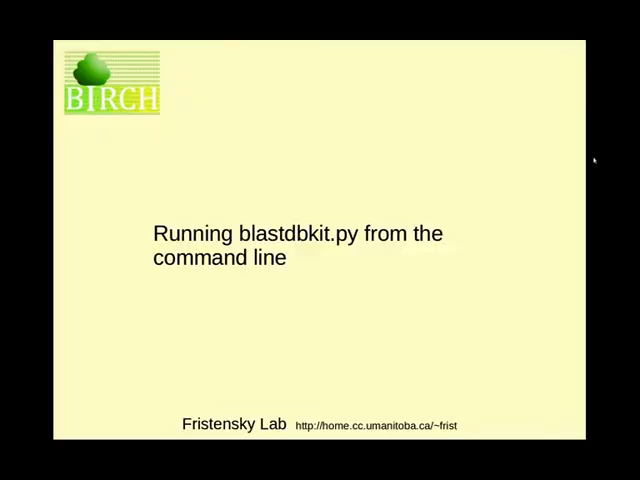 BIRCH
Running blastdbkit.py from the
command line
Fristensky Lab http://home.cc.umanitoba.ca/~frist